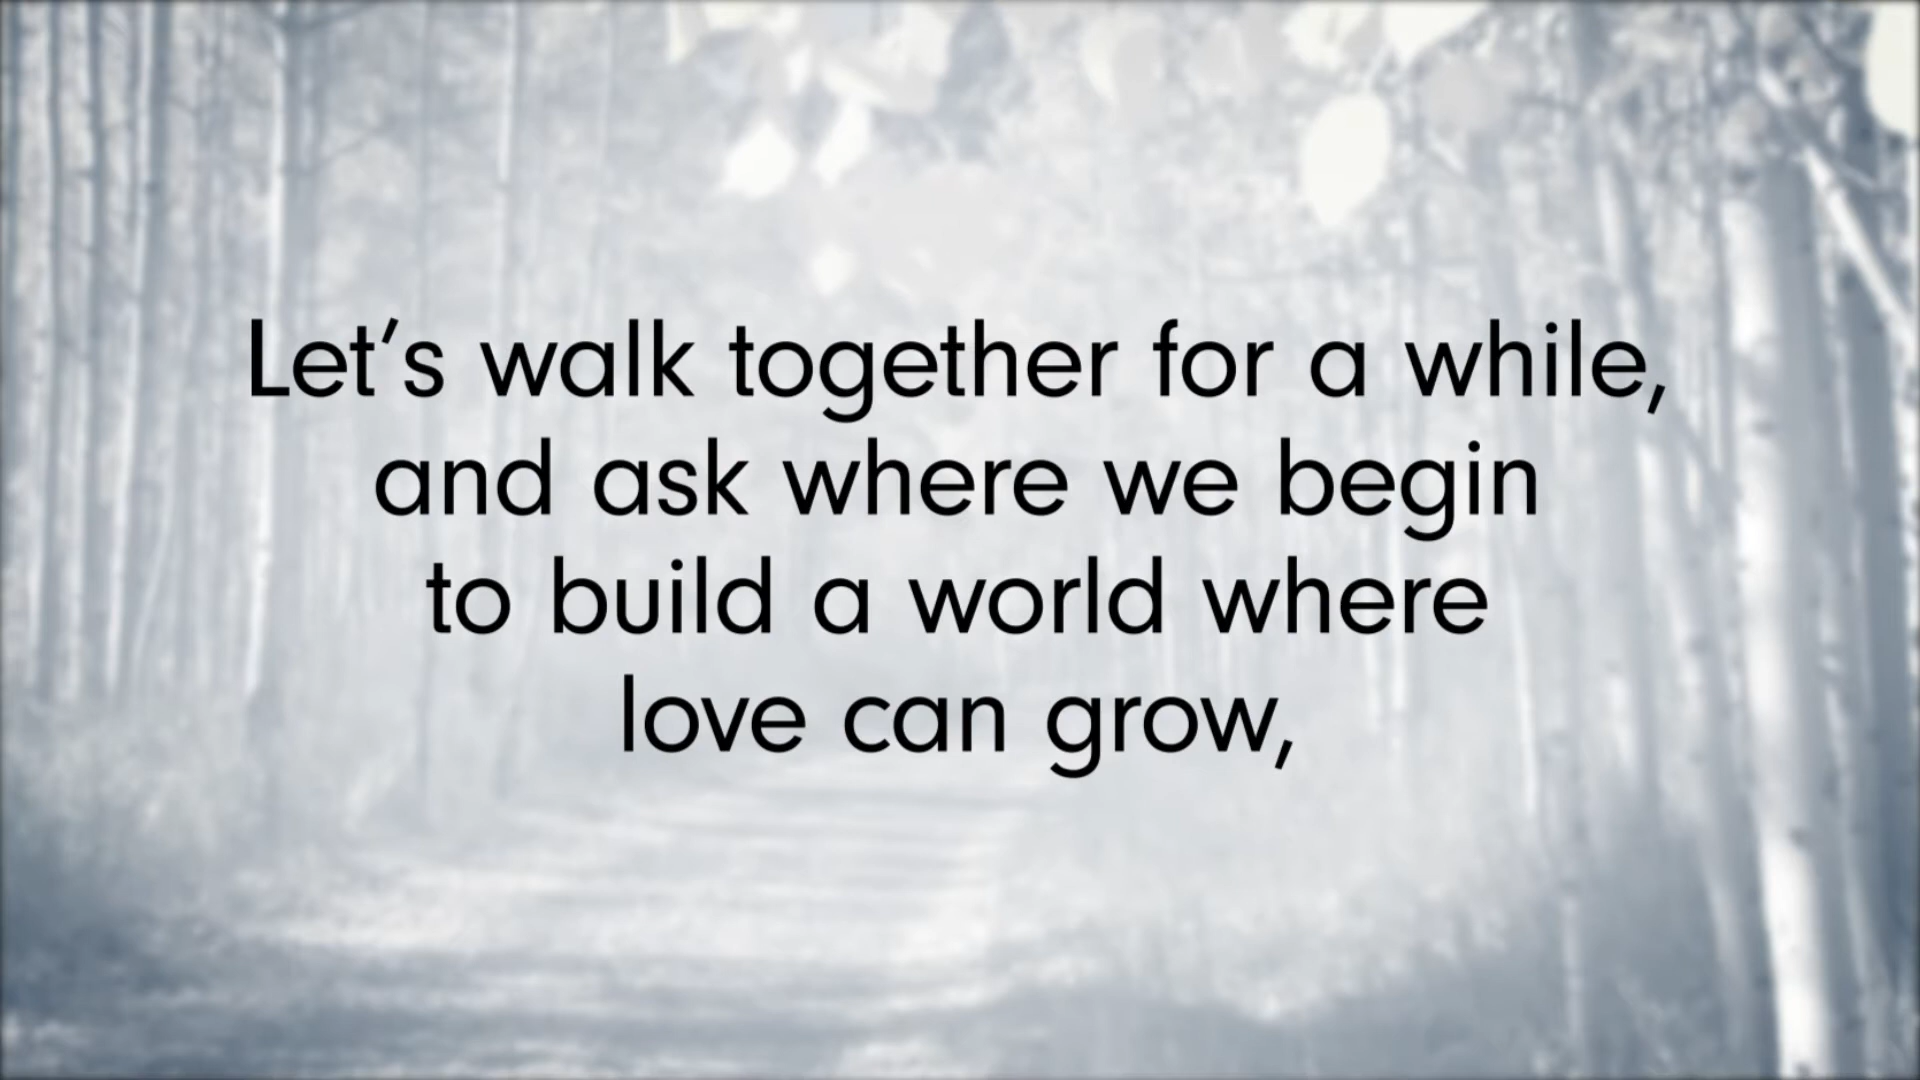 Let’s walk together for a while,
and ask where we begin
to build a world where
love can grow,